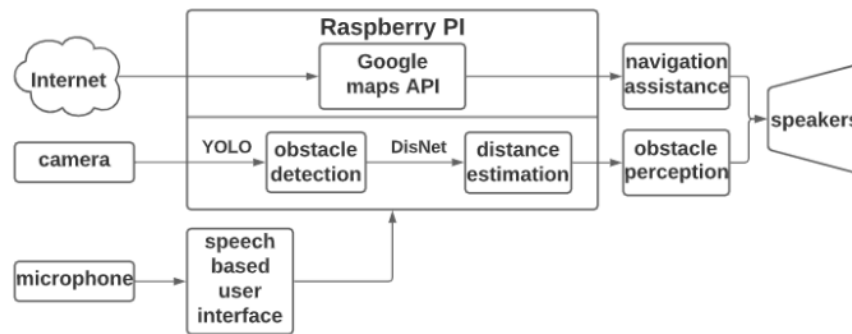 Raspberry PI
Internet
Google
maps API
navigation
assistance
speakers
camera
YOLO
obstacle
detection
DisNet
distance
estimation
obstacle
perception
microphone
speech
based
user
interface